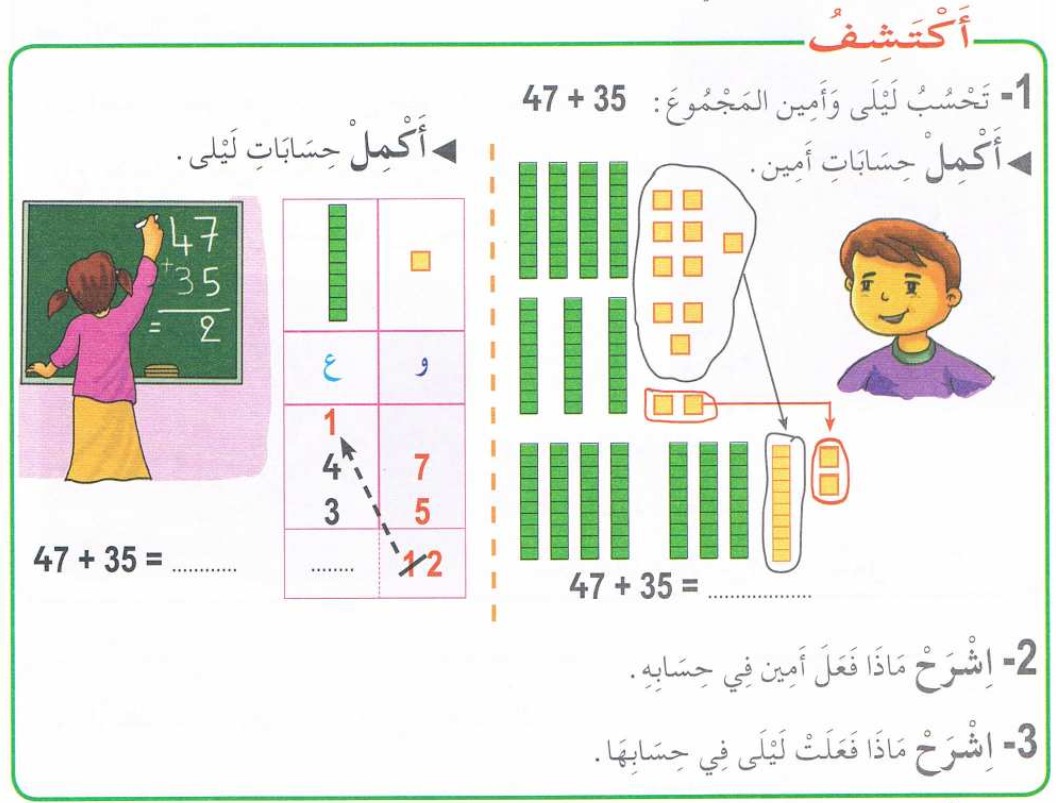 أَكْتَشِفُ
1- تَحْسُبُ لَيْلَى وَأَمِين المَجْمُوعَ: 47 + 35
◀ أَكْمِلْ حِسَابَاتِ أَمِين.
47 + 35 = ...................
◀ أَكْمِلْ حِسَابَاتِ لَيْلى.
47
+
35
= 2
ع و
1
4 7
3 5
........ 12
47 + 35 = ............
2- اِشْرَحْ مَاذَا فَعَلَ أَمِين فِي حِسَابِهِ.
3- اِشْرَحْ مَاذَا فَعَلَتْ لَيْلَى فِي حِسَابِهَا.